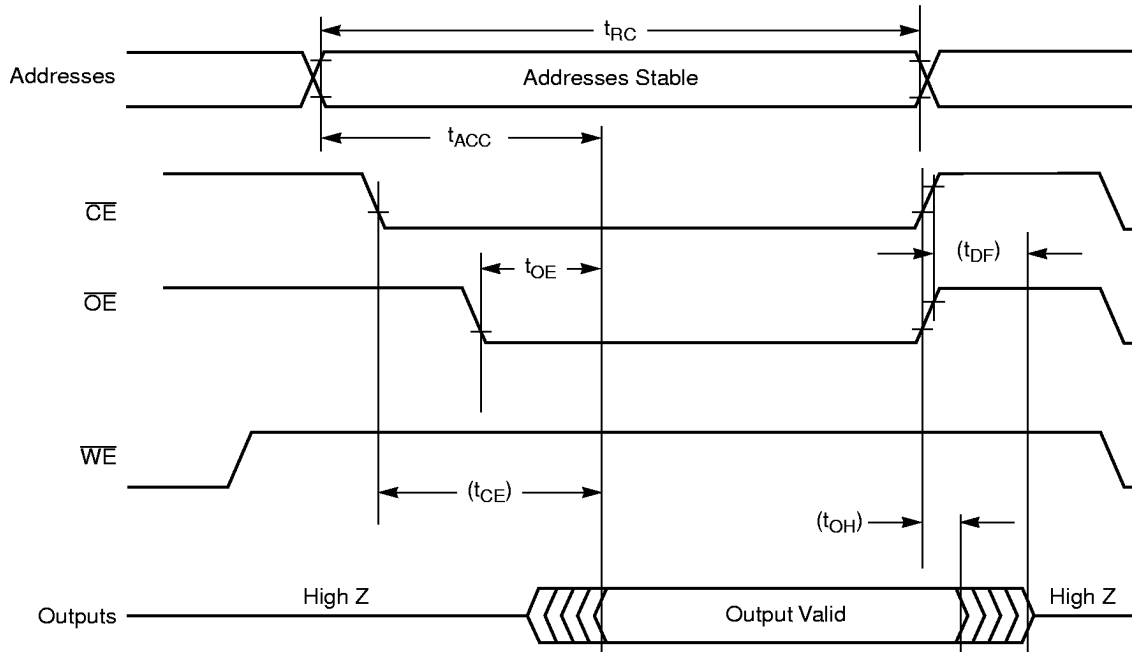 tRC
Addresses
Addresses Stable
tACC
CE
tOE
(tDF)
OE
WE
(tCE)
(tOH)
High Z
High Z
Outputs
Output Valid